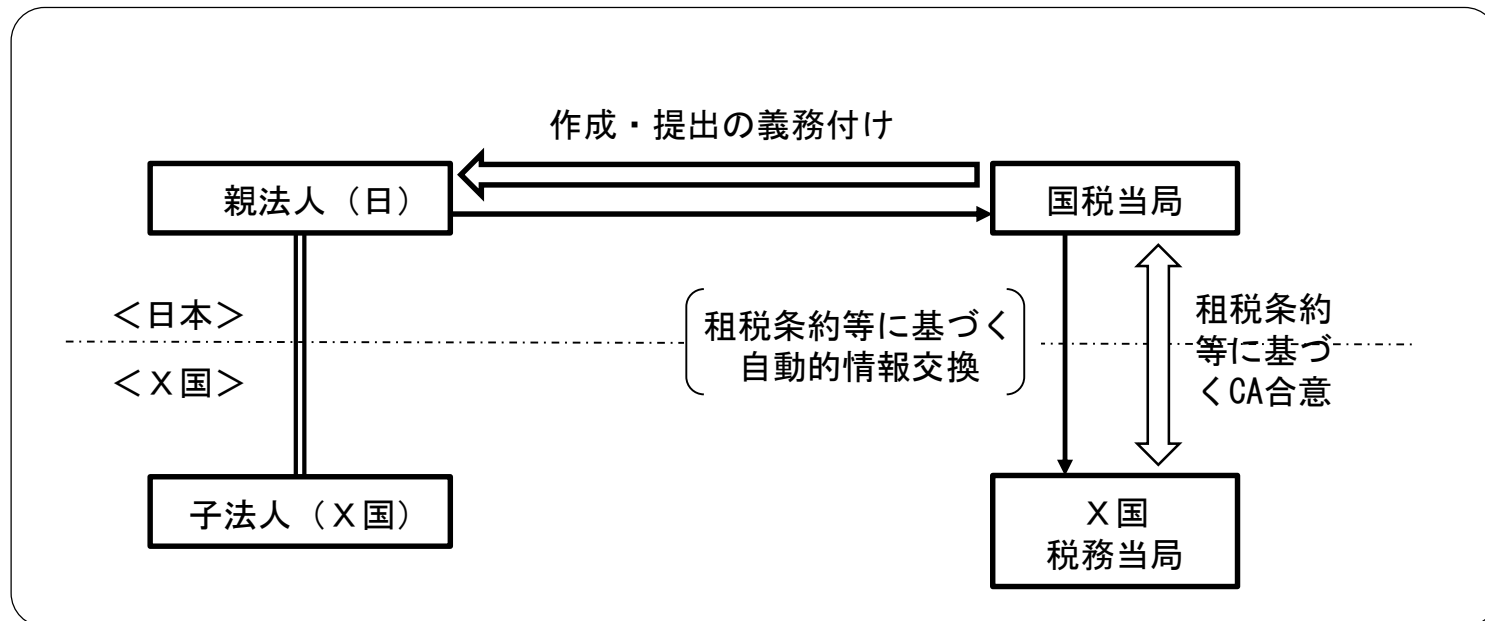 作成・提出の義務付け
親法人（日）
国税当局
＜日本＞
＜Ｘ国＞
租税条約等に基づく
自動的情報交換
租税条約
等に基づ
くCA合意
子法人（Ｘ国）
Ｘ国
税務当局